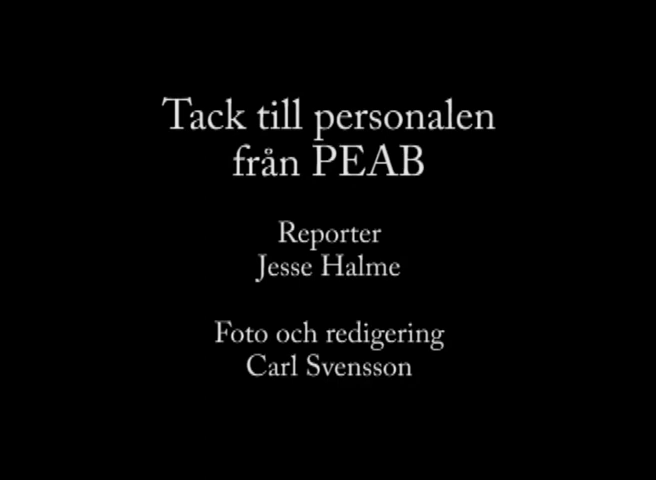 Tack till personalen
från PEAB
Reporter
Jesse Halme
Foto och redigering
Carl Svensson